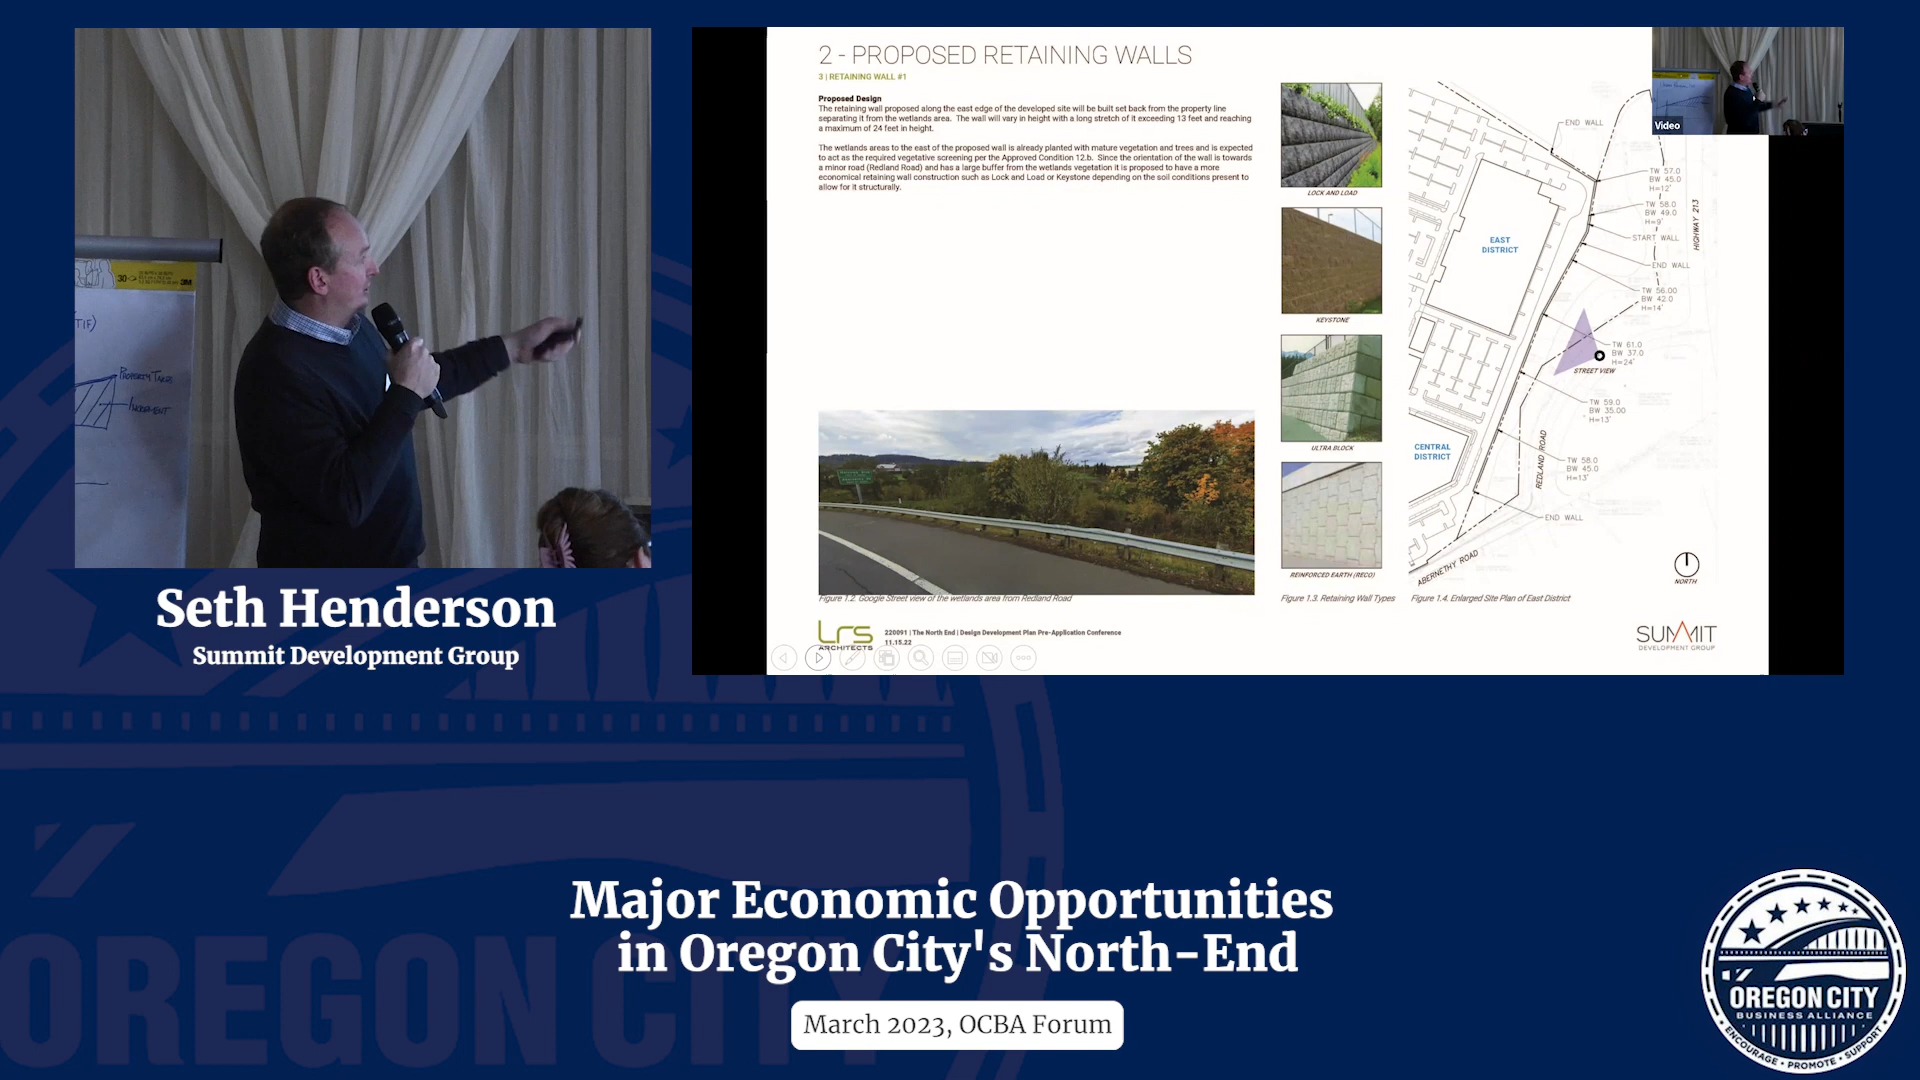 30
3M
TIF)
PROPERTY TAXES
INCREMENT
Seth Henderson
Summit Development Group
2 - PROPOSED RETAINING WALLS
3 | RETAINING WALL #1
Proposed Design
The retaining wall proposed along the east edge of the developed site will be built set back from the property line
separating it from the wetlands area. The wall will vary in height with a long stretch of it exceeding 13 feet and reaching
a maximum of 24 feet in height.
The wetlands areas to the east of the proposed wall is already planted with mature vegetation and trees and is expected
to act as the required vegetative screening per the Approved Condition 12.b. Since the orientation of the wall is towards
a minor road (Redland Road) and has a large buffer from the wetlands vegetation it is proposed to have a more
economical retaining wall construction such as Lock and Load or Keystone depending on the soil conditions present to
allow for it structurally.
Figure 1.2. Google Street view of the wetlands area from Redland Road
LOCK AND LOAD
KEYSTONE
ULTRA BLOCK
REINFORCED EARTH (RECO)
Figure 1.3. Retaining Wall Types
END WALL
TW 57.0
BW 45.0
H=12'
TW 58.0
BW 49.0
H=9'
START WALL
HIGHWAY 213
END WALL
TW 56.00
BW 42.0
H=14'
EAST
DISTRICT
TW 61.0
BW 37.0
H=24'
STREET VIEW
TW 59.0
BW 35.00
H=13'
CENTRAL
DISTRICT
REDLAND ROAD
TW 58.0
BW 45.0
H=13'
END WALL
ABERNETHY ROAD
NORTH
Figure 1.4. Enlarged Site Plan of East District
Video
LRS
ARCHITECTS
220091 | The North End | Design Development Plan Pre-Application Conference
11.15.22
SUMMIT
DEVELOPMENT GROUP
Major Economic Opportunities
in Oregon City's North-End
March 2023, OCBA Forum
OREGON CITY
BUSINESS ALLIANCE
ENCOURAGE • PROMOTE • SUPPORT
OREGON CITY